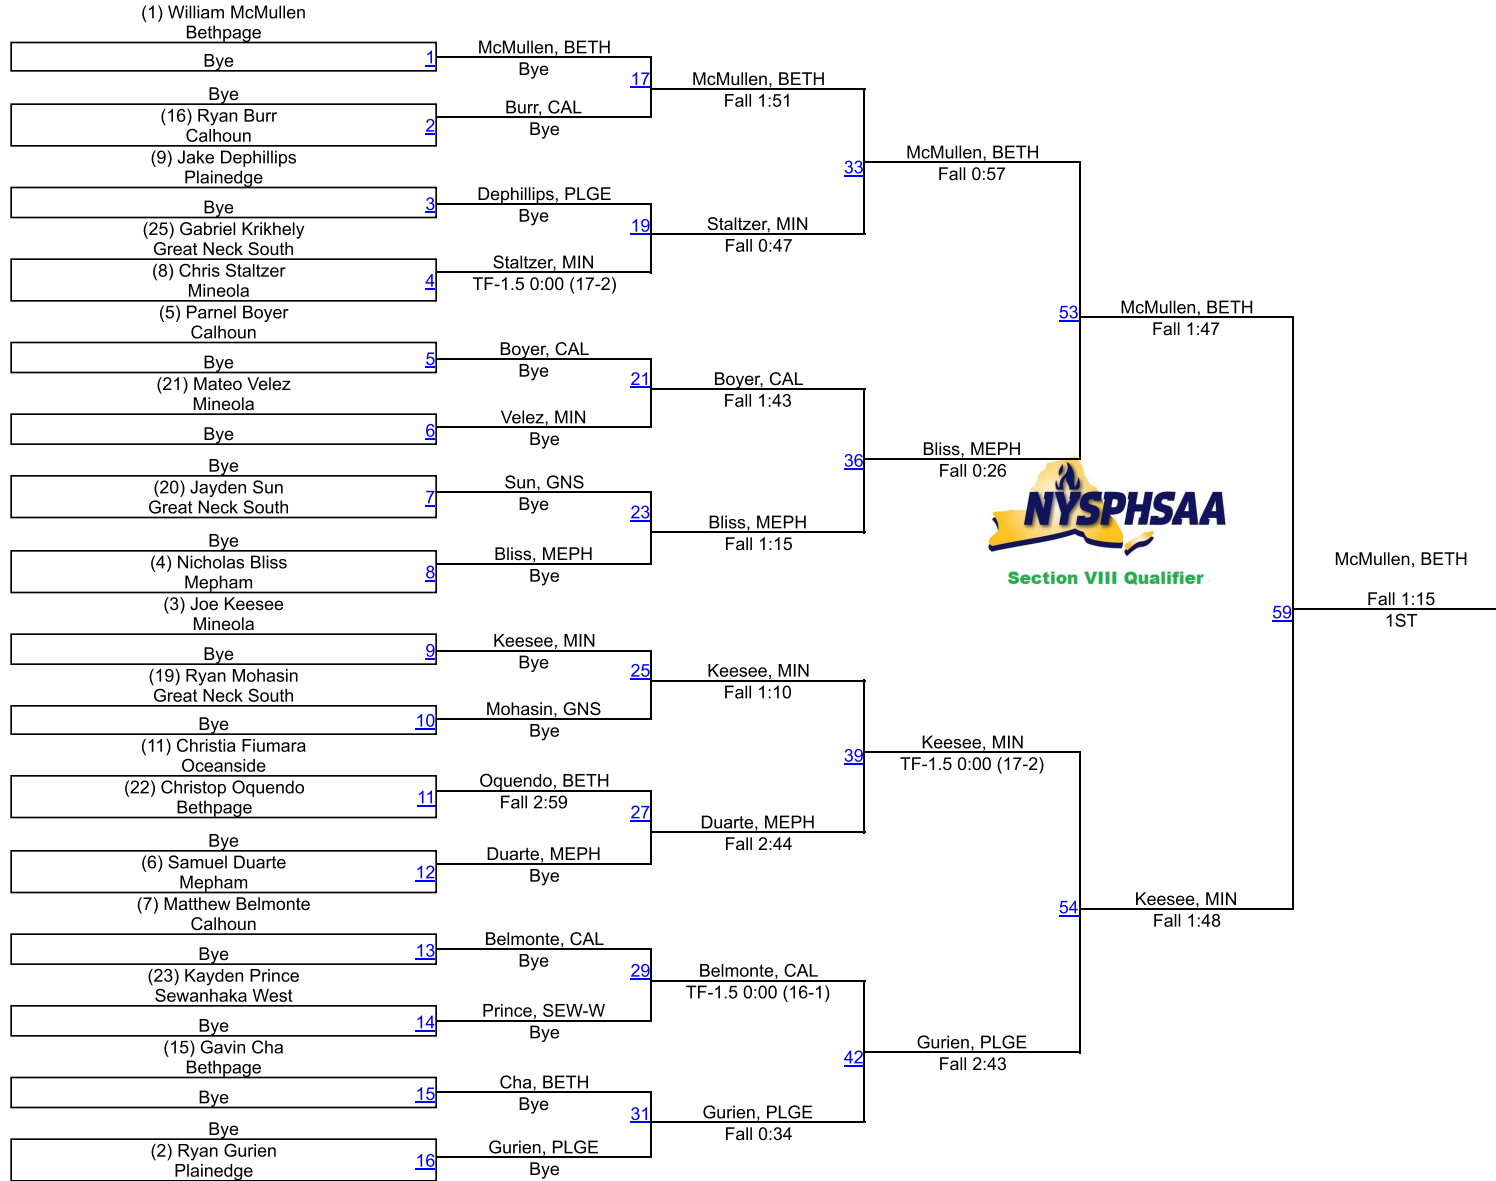 (1) William McMullen
Bethpage
Bye
1
Bye
(16) Ryan Burr
Calhoun
2
(9) Jake Dephillips
Plainedge
Bye
3
(25) Gabriel Krikhely
Great Neck South
(8) Chris Staltzer
Mineola
4
(5) Parnel Boyer
Calhoun
Bye
5
(21) Mateo Velez
Mineola
Bye
6
Bye
(20) Jayden Sun
Great Neck South
7
Bye
(4) Nicholas Bliss
Mepham
8
(3) Joe Keesee
Mineola
Bye
9
(19) Ryan Mohasin
Great Neck South
Bye
10
(11) Christia Fiumara
Oceanside
(22) Christop Oquendo
Bethpage
11
Bye
(6) Samuel Duarte
Mepham
12
(7) Matthew Belmonte
Calhoun
Bye
13
(23) Kayden Prince
Sewanhaka West
Bye
14
(15) Gavin Cha
Bethpage
Bye
15
Bye
(2) Ryan Gurien
Plainedge
16
McMullen, BETH
Bye
17
Burr, CAL
Bye
Dephillips, PLGE
Bye
19
Staltzer, MIN
TF-1.5 0:00 (17-2)
Boyer, CAL
Bye
21
Velez, MIN
Bye
Sun, GNS
Bye
23
Bliss, MEPH
Bye
Keesee, MIN
Bye
25
Mohasin, GNS
Bye
Oquendo, BETH
Fall 2:59
27
Duarte, MEPH
Bye
Belmonte, CAL
Bye
29
Prince, SEW-W
Bye
Cha, BETH
Bye
31
Gurien, PLGE
Bye
McMullen, BETH
Fall 1:51
33
Staltzer, MIN
Fall 0:47
Boyer, CAL
Fall 1:43
36
Bliss, MEPH
Fall 1:15
Keesee, MIN
Fall 1:10
39
Duarte, MEPH
Fall 2:44
Belmonte, CAL
TF-1.5 0:00 (16-1)
42
Gurien, PLGE
Fall 0:34
McMullen, BETH
Fall 0:57
53
Bliss, MEPH
Fall 0:26
NYSPHSAA
Section VIII Qualifier
Keesee, MIN
TF-1.5 0:00 (17-2)
54
Gurien, PLGE
Fall 2:43
McMullen, BETH
Fall 1:47
59
Keesee, MIN
Fall 1:48
McMullen, BETH
Fall 1:15
1ST